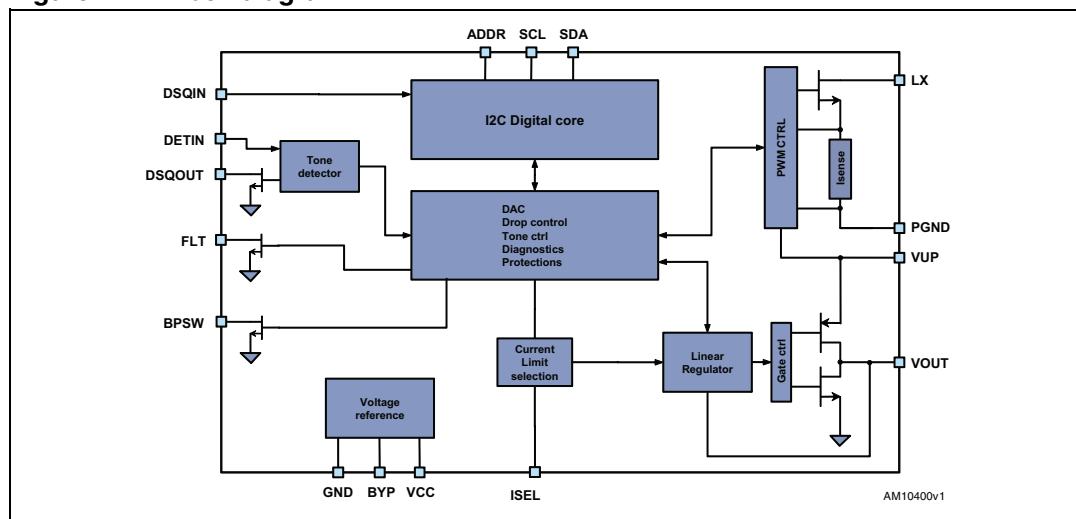 ADDR SCL SDA
DSQIN
LX
I2C Digital core
DETIN
Tone
detector
PWM CTRL
Isense
DSQOUT
DAC
Drop control
Tone ctrl
Diagnostics
Protections
FLT
PGND
VUP
BPSW
Current
Limit
selection
Linear
Regulator
Gate ctrl
VOUT
Voltage
reference
GND BYP VCC
ISEL
AM10400v1